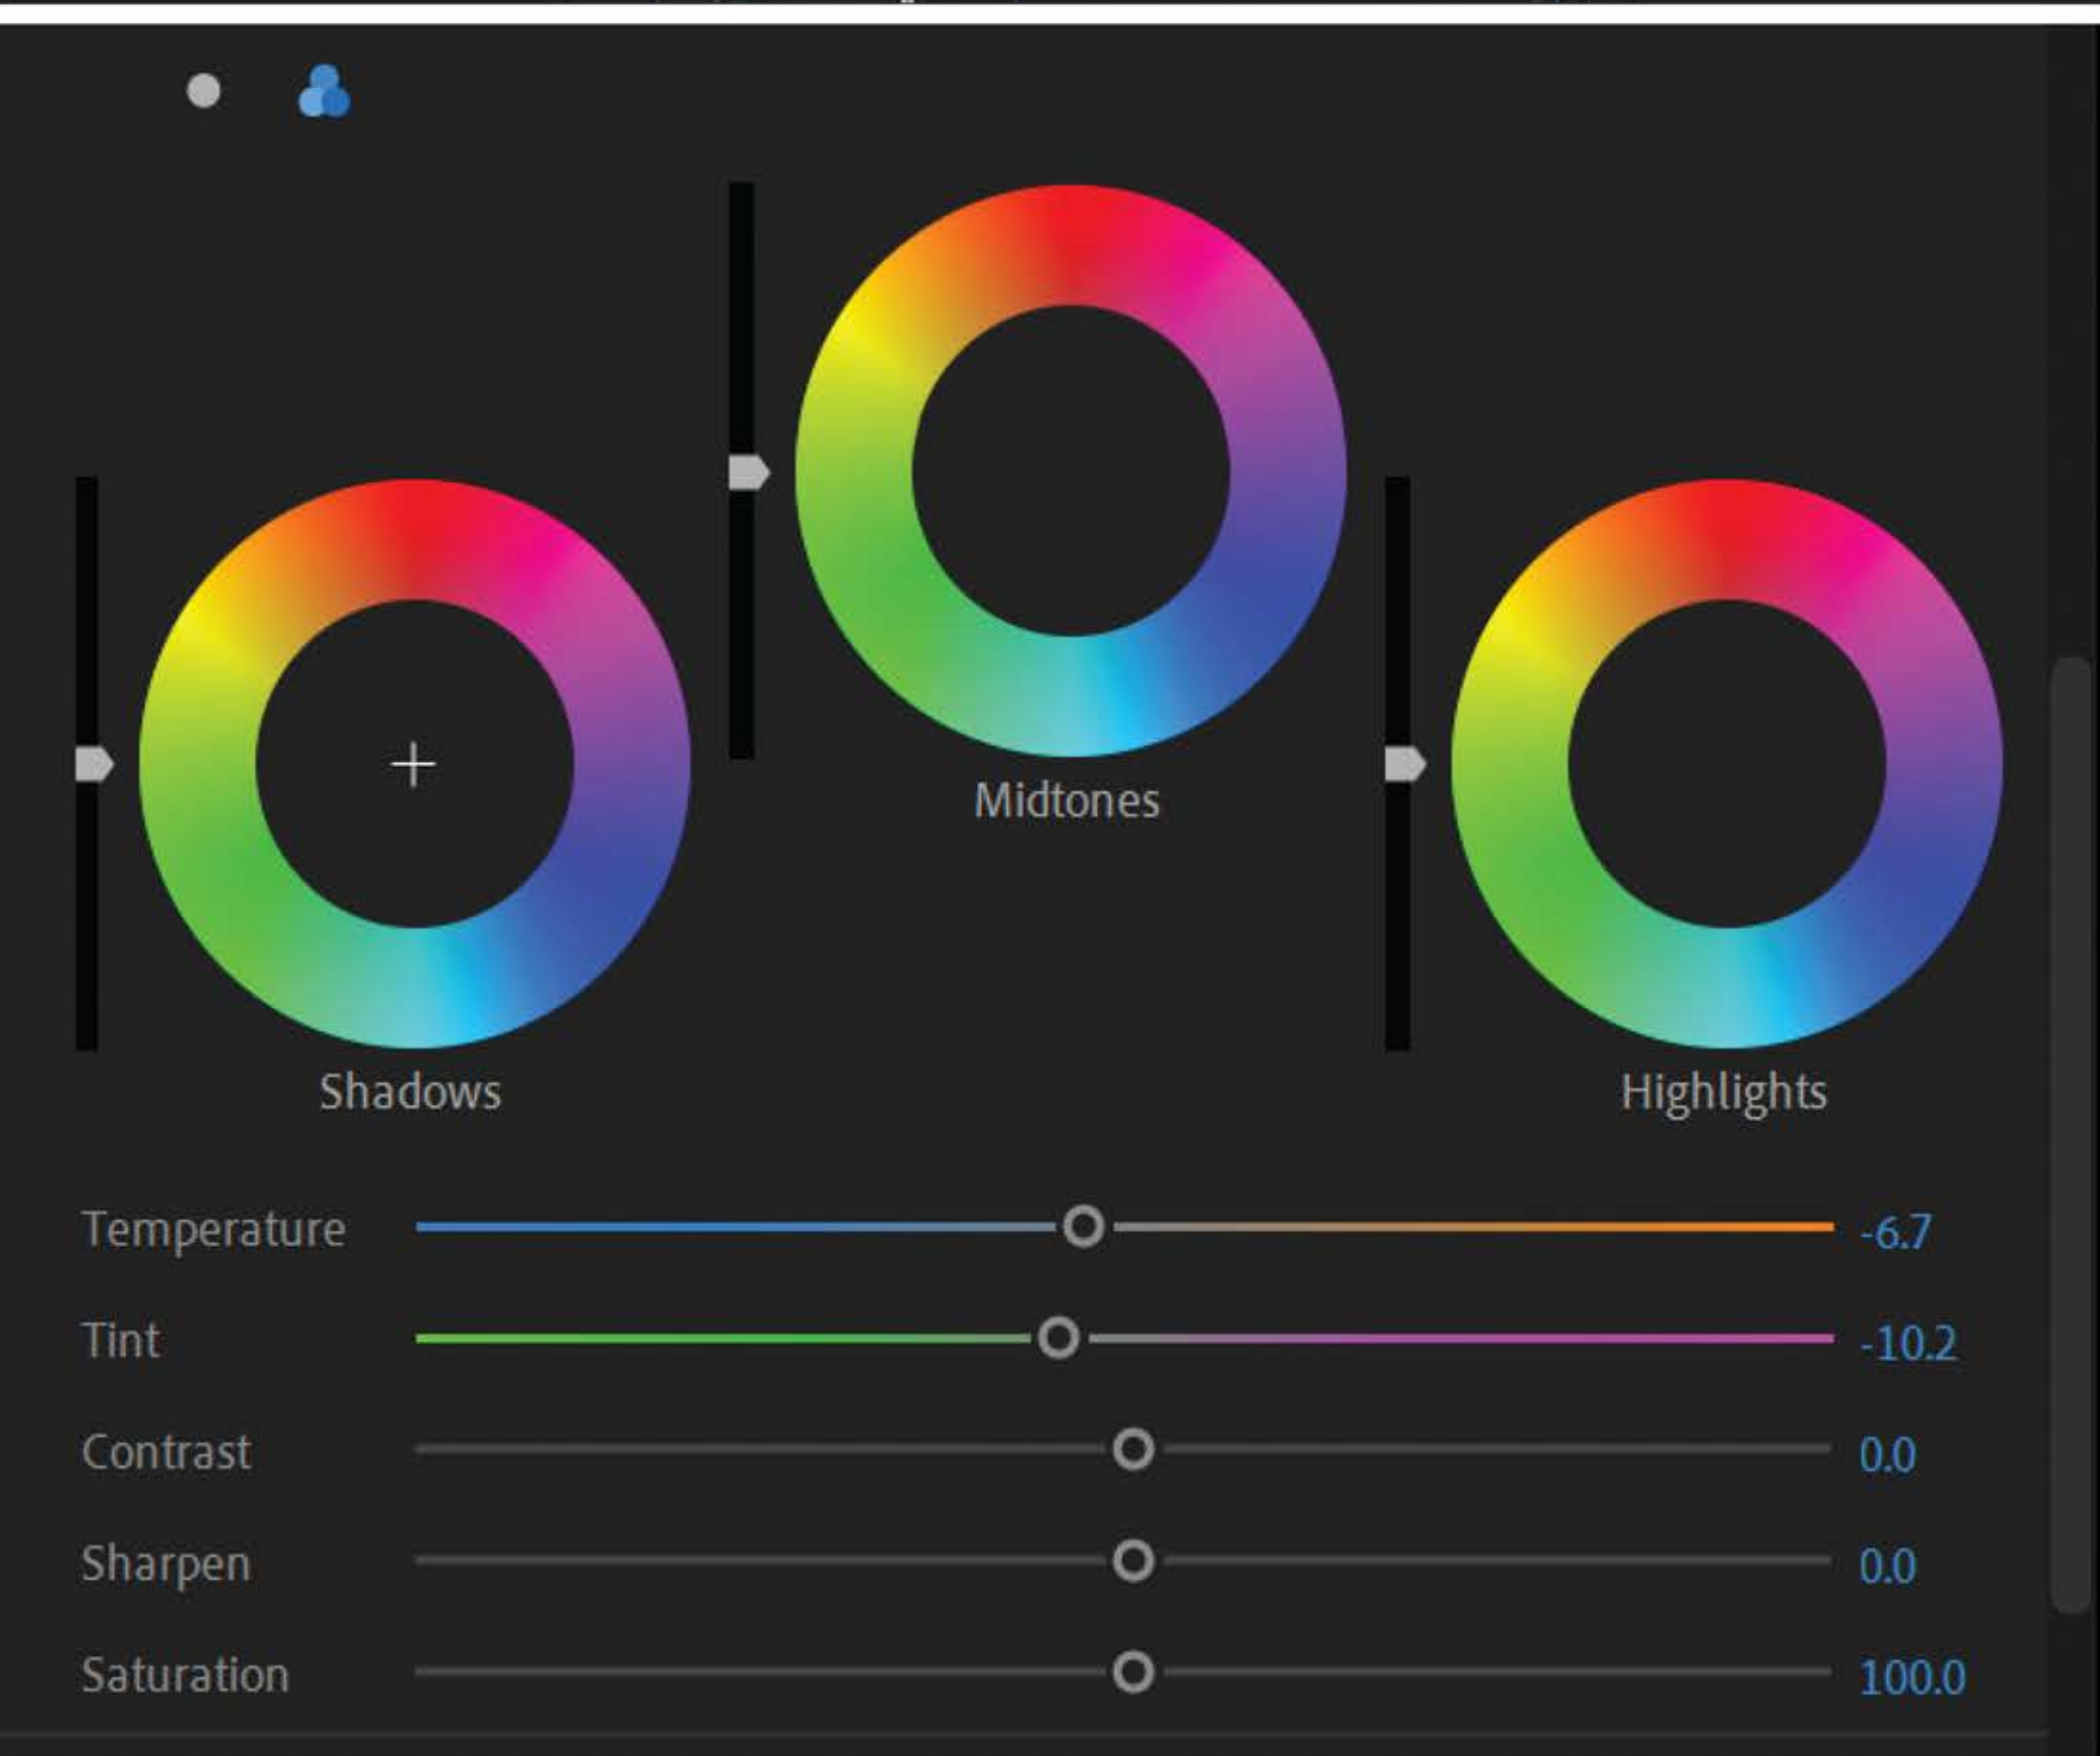 Midtones
Shadows
Highlights
Temperature -6.7
Tint -10.2
Contrast 0.0
Sharpen 0.0
Saturation 100.0